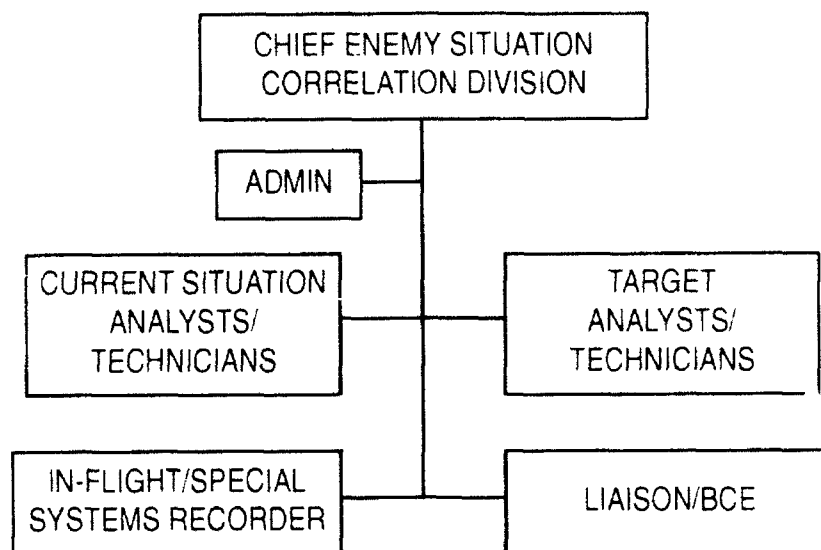 CHIEF ENEMY SITUATION
CORRELATION DIVISION
ADMIN
CURRENT SITUATION
ANALYSTS/
TECHNICIANS
TARGET
ANALYSTS/
TECHNICIANS
IN-FLIGHT/SPECIAL
SYSTEMS RECORDER
LIAISON/BCE